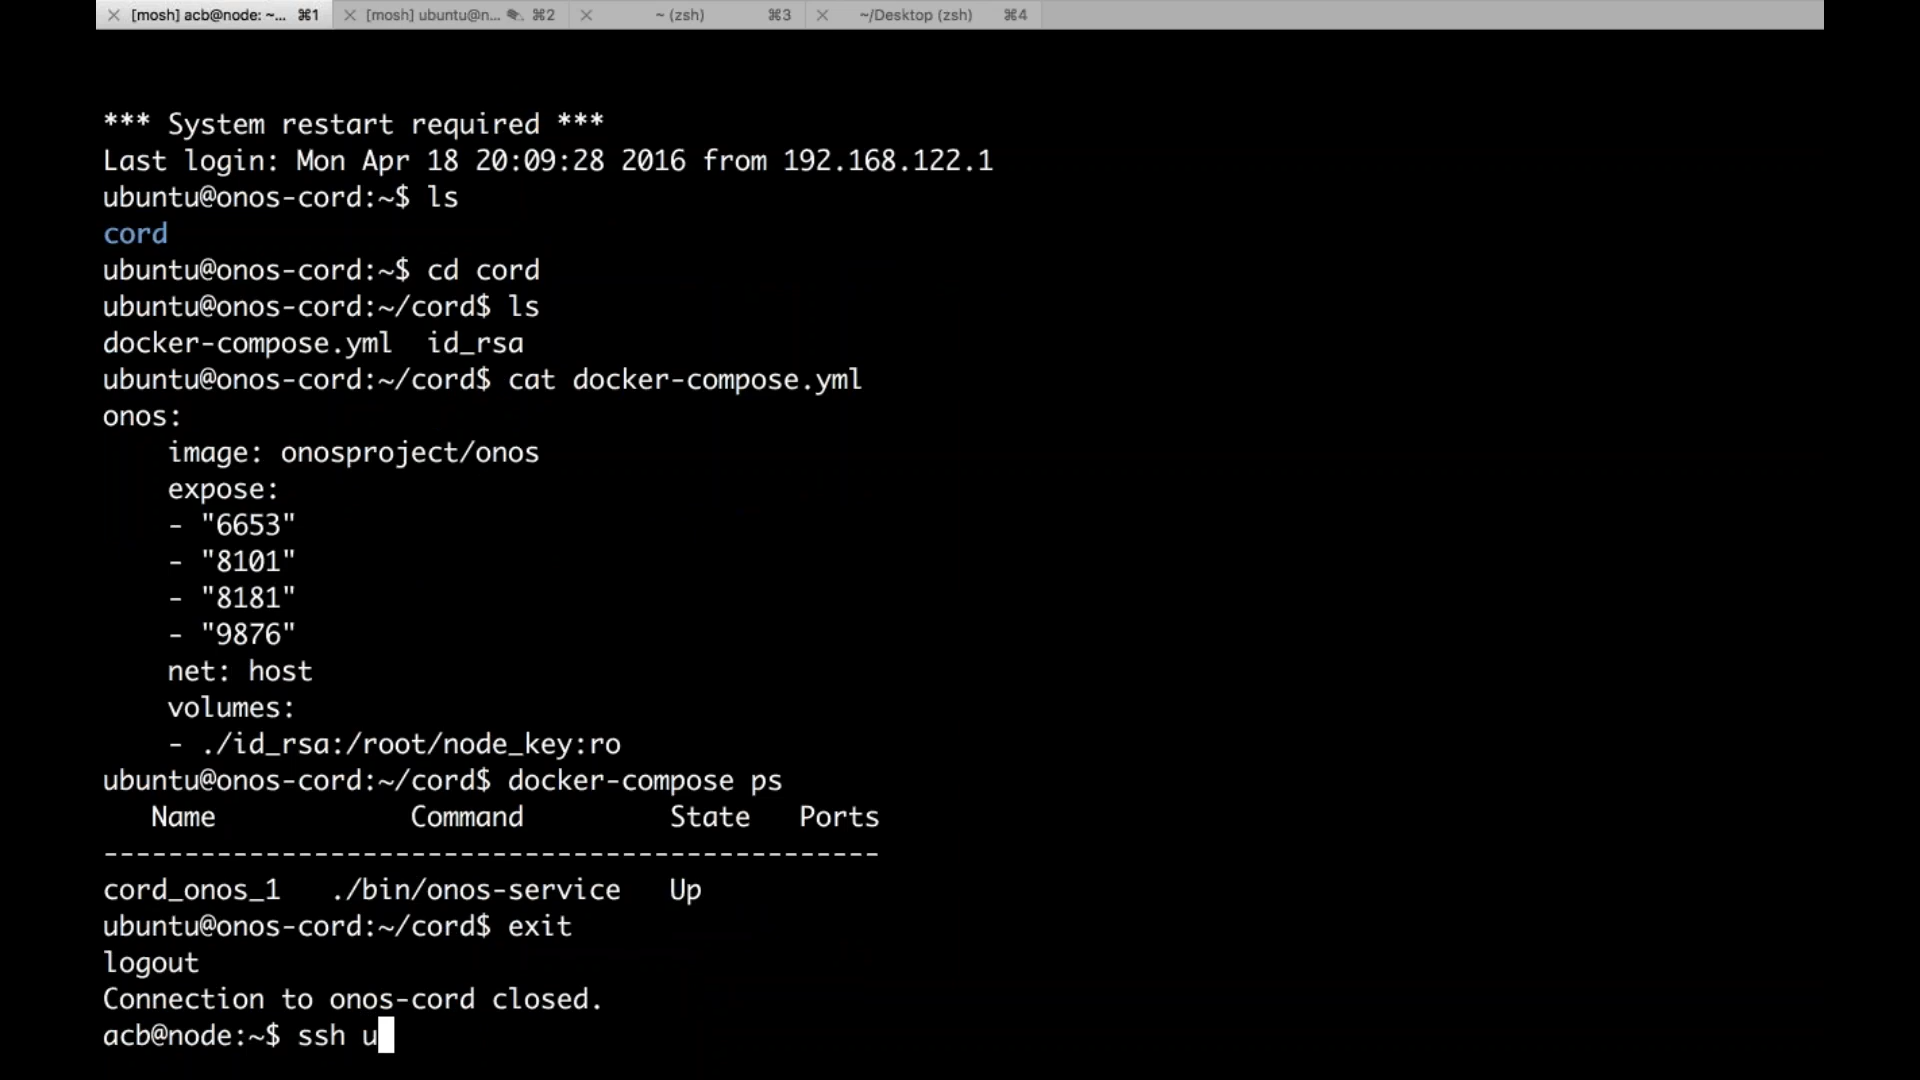 [mosh] acb@node: ~... ⌘1 [mosh] ubuntu@n... ⌘2 ~ (zsh) ⌘3 ~/Desktop (zsh) ⌘4
*** System restart required ***
Last login: Mon Apr 18 20:09:28 2016 from 192.168.122.1
ubuntu@onos-cord:~$ ls
cord
ubuntu@onos-cord:~$ cd cord
ubuntu@onos-cord:~/cord$ ls
docker-compose.yml  id_rsa
ubuntu@onos-cord:~/cord$ cat docker-compose.yml
onos:
    image: onosproject/onos
    expose:
    - "6653"
    - "8101"
    - "8181"
    - "9876"
    net: host
    volumes:
    - ./id_rsa:/root/node_key:ro
ubuntu@onos-cord:~/cord$ docker-compose ps
   Name            Command         State   Ports
------------------------------------------------
cord_onos_1   ./bin/onos-service   Up
ubuntu@onos-cord:~/cord$ exit
logout
Connection to onos-cord closed.
acb@node:~$ ssh u